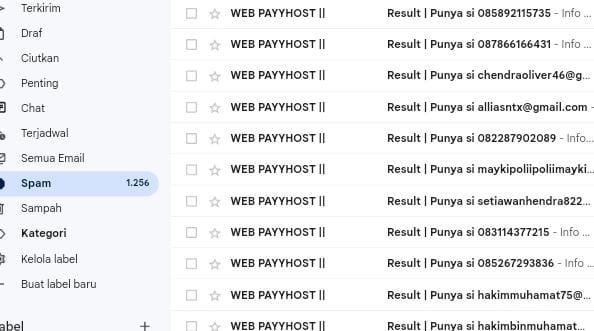 Terkirim
WEB PAYYHOST || Result | Punya si 085892115735 - Info ...
Draf
WEB PAYYHOST || Result | Punya si 087866166431 - Info ...
Ciutkan
Penting
WEB PAYYHOST || Result | Punya si chendraoliver46@g...
Chat
WEB PAYYHOST || Result | Punya si alliasntx@gmail.com -
Terjadwal
WEB PAYYHOST || Result | Punya si 082287902089 - Info...
Semua Email
WEB PAYYHOST || Result | Punya si maykipoliipoliimayki...
Spam 1.256
WEB PAYYHOST || Result | Punya si setiawanhendra822...
Sampah
Kategori
WEB PAYYHOST || Result | Punya si 083114377215 - Info ...
Kelola label
WEB PAYYHOST || Result | Punya si 085267293836 - Info ...
Buat label baru
WEB PAYYHOST || Result | Punya si hakimmuhamat75@...
abel +
WEB PAYYHOST || Result | Punya si hakimbinmuhamat...